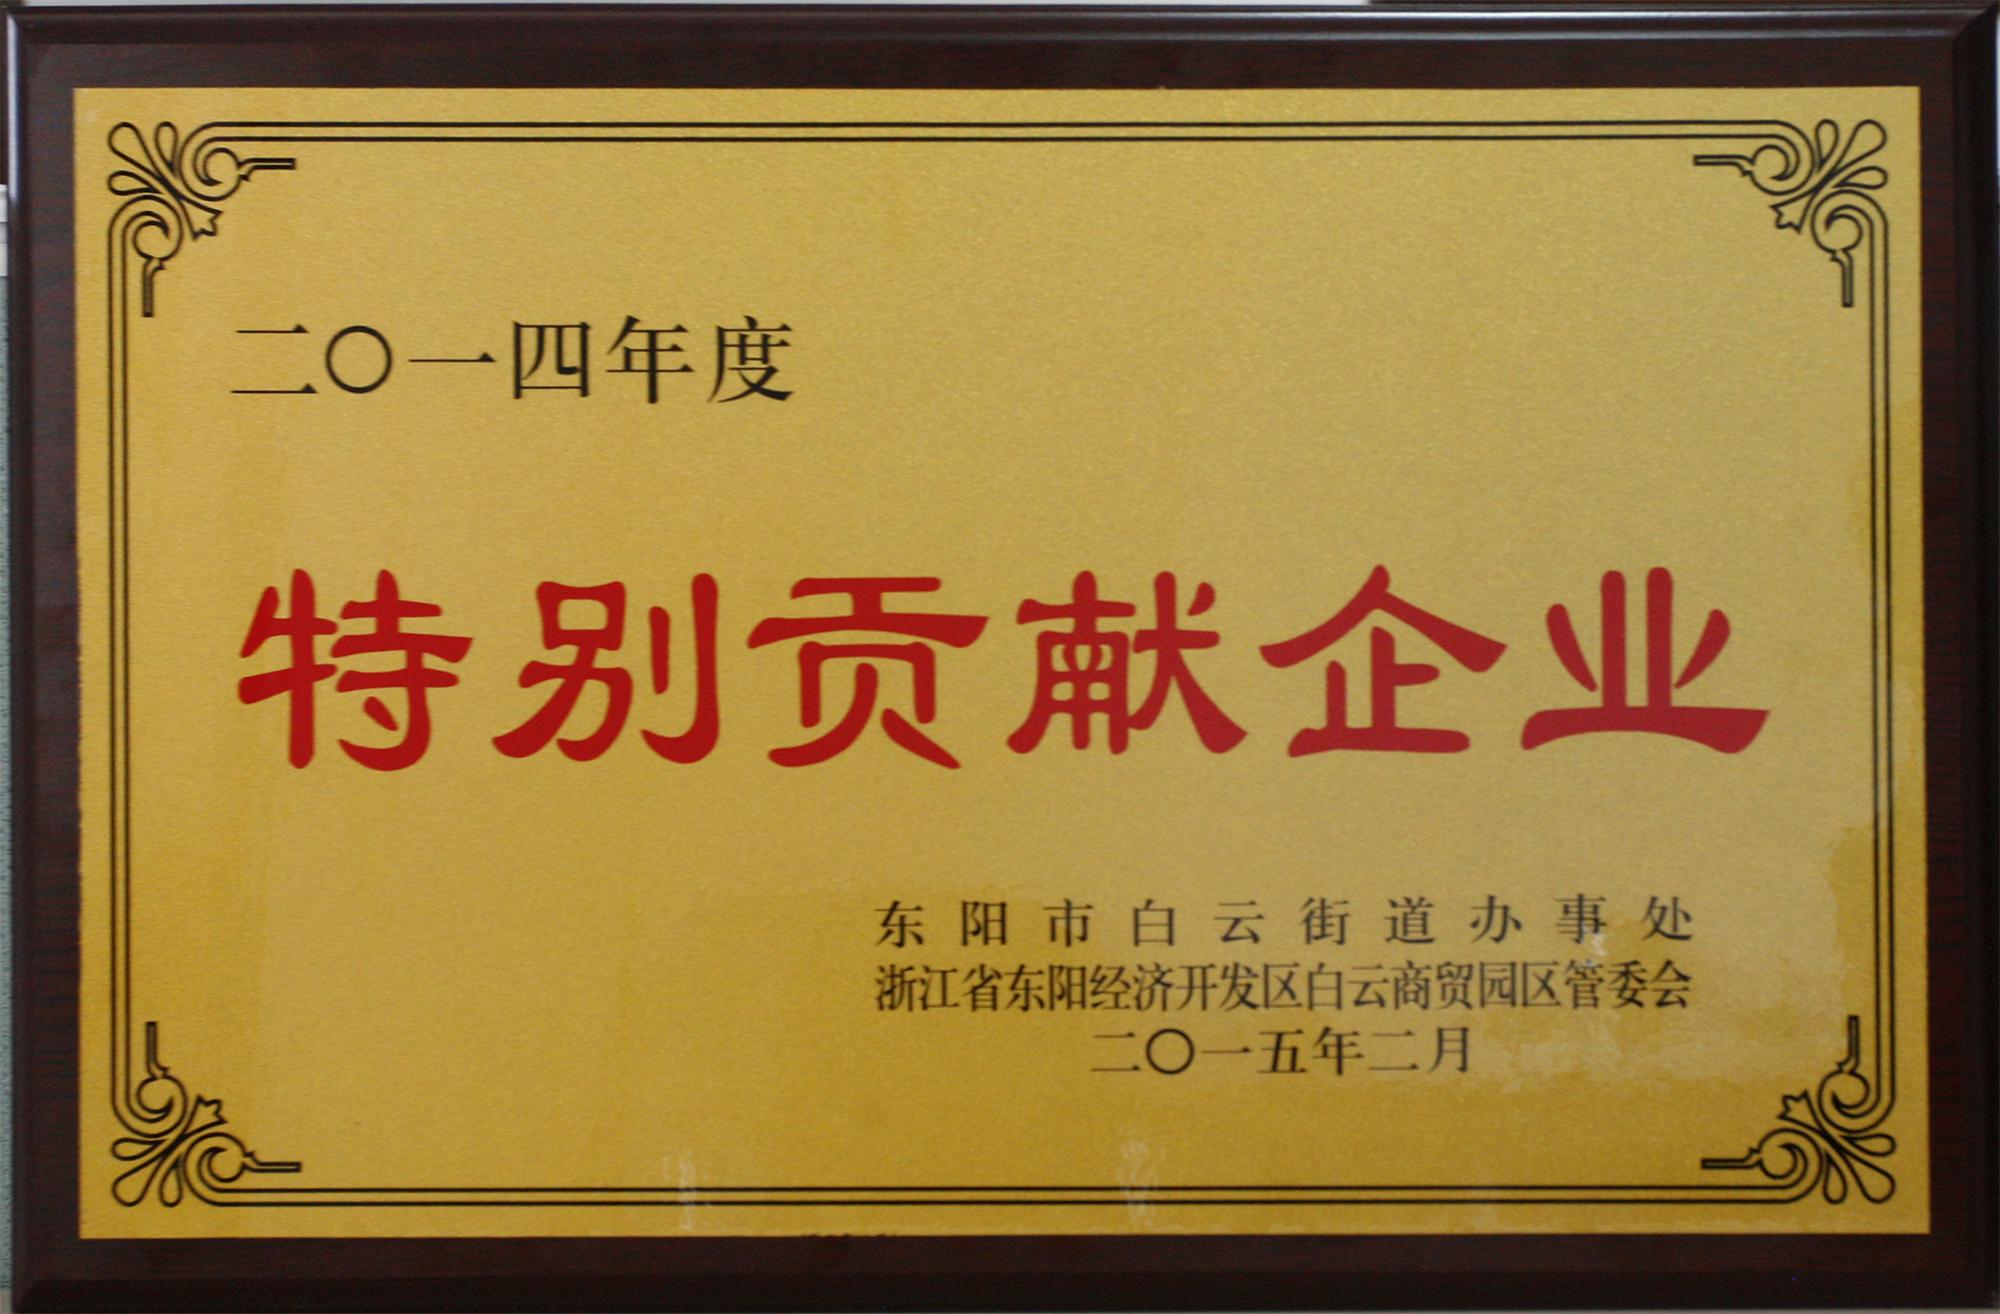 二〇一四年度
特别贡献企业
东阳市白云街道办事处
浙江省东阳经济开发区白云商贸园区管委会
二〇一五年二月